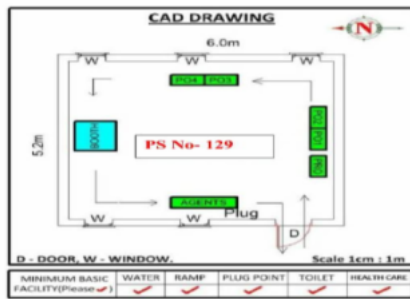 CAD DRAWING
N
6.0m
W W W
PO4 PO3
5.2m
BOOTH
PS No- 129
PO2
PO1
AGENTS
Plug
W W
D
D - DOOR, W - WINDOW.
Scale 1cm : 1m
MINIMUM BASIC FACILITY(Please ✓) WATER RAMP PLUG POINT TOILET HEALTH CARE
✓ ✓ ✓ ✓ ✓